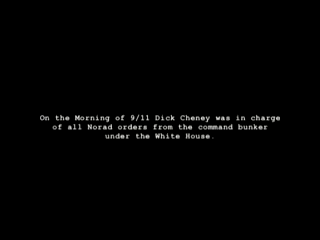 On the Morning of 9/11 Dick Cheney was in charge
of all Norad orders from the command bunker
under the White House.